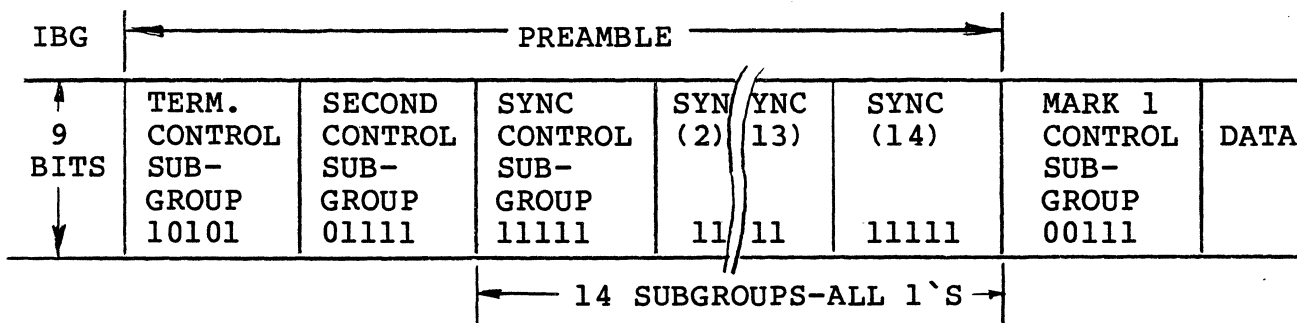 IBG
PREAMBLE
9
BITS
TERM.
CONTROL
SUB-
GROUP
10101
SECOND
CONTROL
SUB-
GROUP
01111
SYNC
CONTROL
SUB-
GROUP
11111
SYN
(2)
11
YNC
13)
11
SYNC
(14)
11111
MARK 1
CONTROL
SUB-
GROUP
00111
DATA
14 SUBGROUPS-ALL 1`S